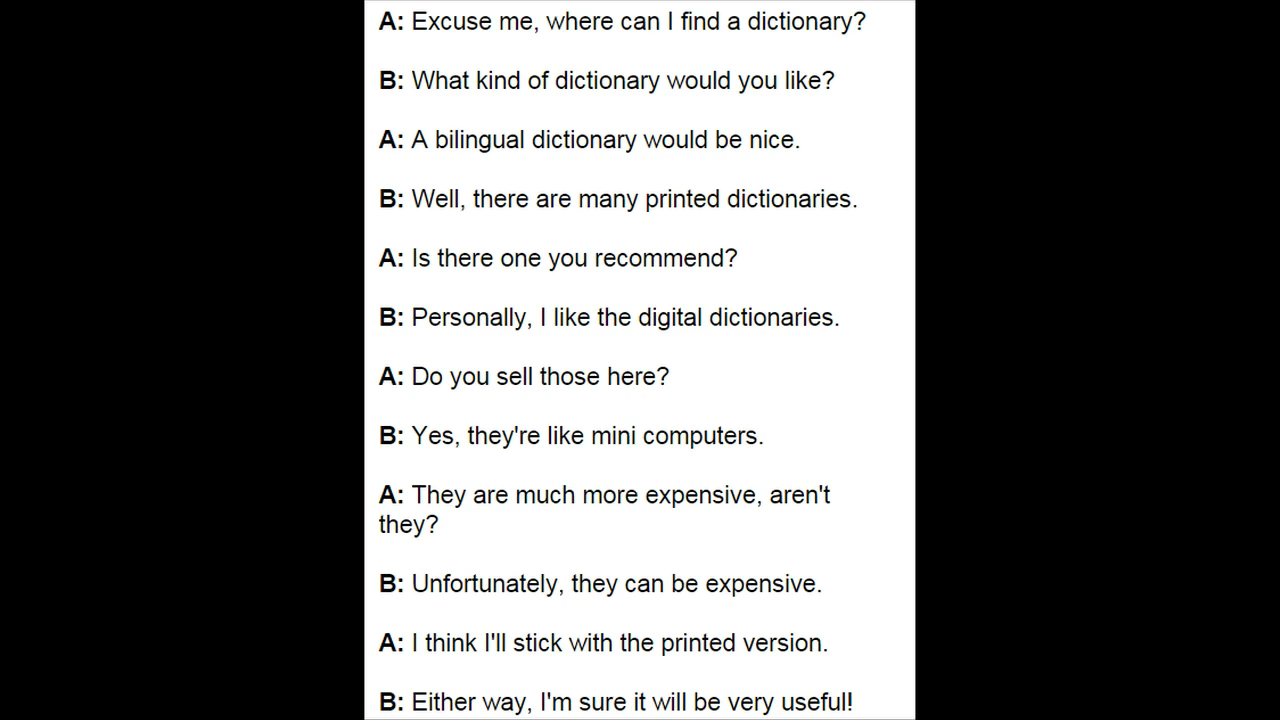 A: Excuse me, where can I find a dictionary?
B: What kind of dictionary would you like?
A: A bilingual dictionary would be nice.
B: Well, there are many printed dictionaries.
A: Is there one you recommend?
B: Personally, I like the digital dictionaries.
A: Do you sell those here?
B: Yes, they're like mini computers.
A: They are much more expensive, aren't
they?
B: Unfortunately, they can be expensive.
A: I think I'll stick with the printed version.
B: Either way, I'm sure it will be very useful!